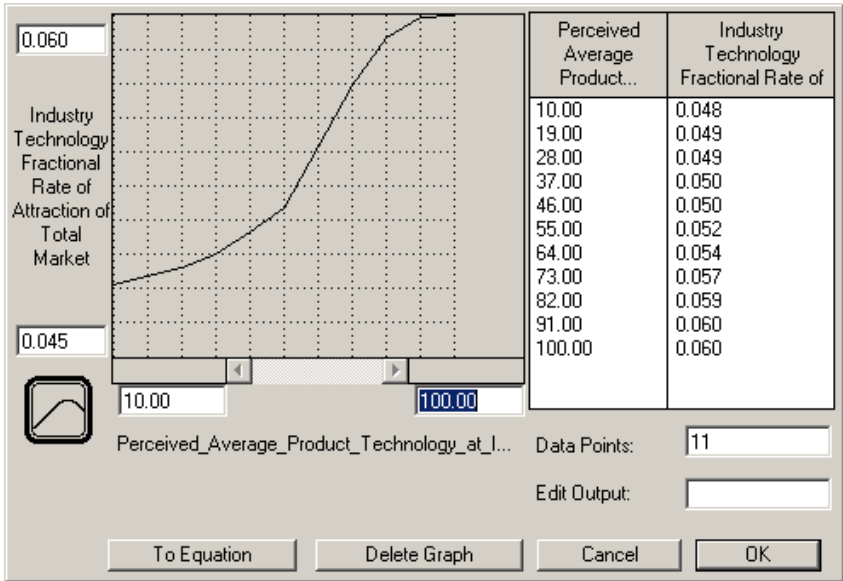 0.060
Industry
Technology
Fractional
Rate of
Attraction of
Total
Market
0.045
10.00
100.00
Perceived_Average_Product_Technology_at_I...
Perceived
Average
Product...
Industry
Technology
Fractional Rate of
10.00 0.048
19.00 0.049
28.00 0.049
37.00 0.050
46.00 0.050
55.00 0.052
64.00 0.054
73.00 0.057
82.00 0.059
91.00 0.060
100.00 0.060
Data Points: 11
Edit Output:
To Equation
Delete Graph
Cancel
OK